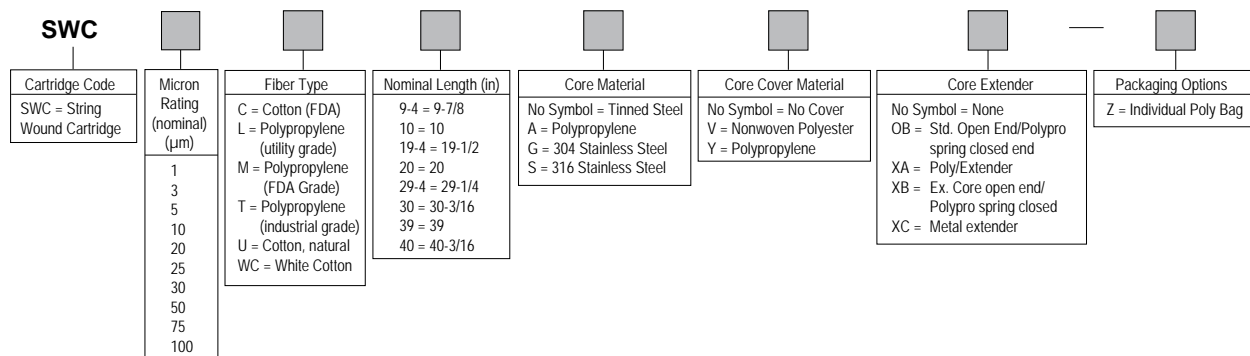 SWC
—
Cartridge Code
SWC = String
Wound Cartridge
Micron
Rating
(nominal)
(µm)
1
3
5
10
20
25
30
50
75
100
Fiber Type
C = Cotton (FDA)
L = Polypropylene
(utility grade)
M = Polypropylene
(FDA Grade)
T = Polypropylene
(industrial grade)
U = Cotton, natural
WC = White Cotton
Nominal Length (in)
9-4 = 9-7/8
10 = 10
19-4 = 19-1/2
20 = 20
29-4 = 29-1/4
30 = 30-3/16
39 = 39
40 = 40-3/16
Core Material
No Symbol = Tinned Steel
A = Polypropylene
G = 304 Stainless Steel
S = 316 Stainless Steel
Core Cover Material
No Symbol = No Cover
V = Nonwoven Polyester
Y = Polypropylene
Core Extender
No Symbol = None
OB = Std. Open End/Polypro
spring closed end
XA = Poly/Extender
XB = Ex. Core open end/
Polypro spring closed
XC = Metal extender
Packaging Options
Z = Individual Poly Bag